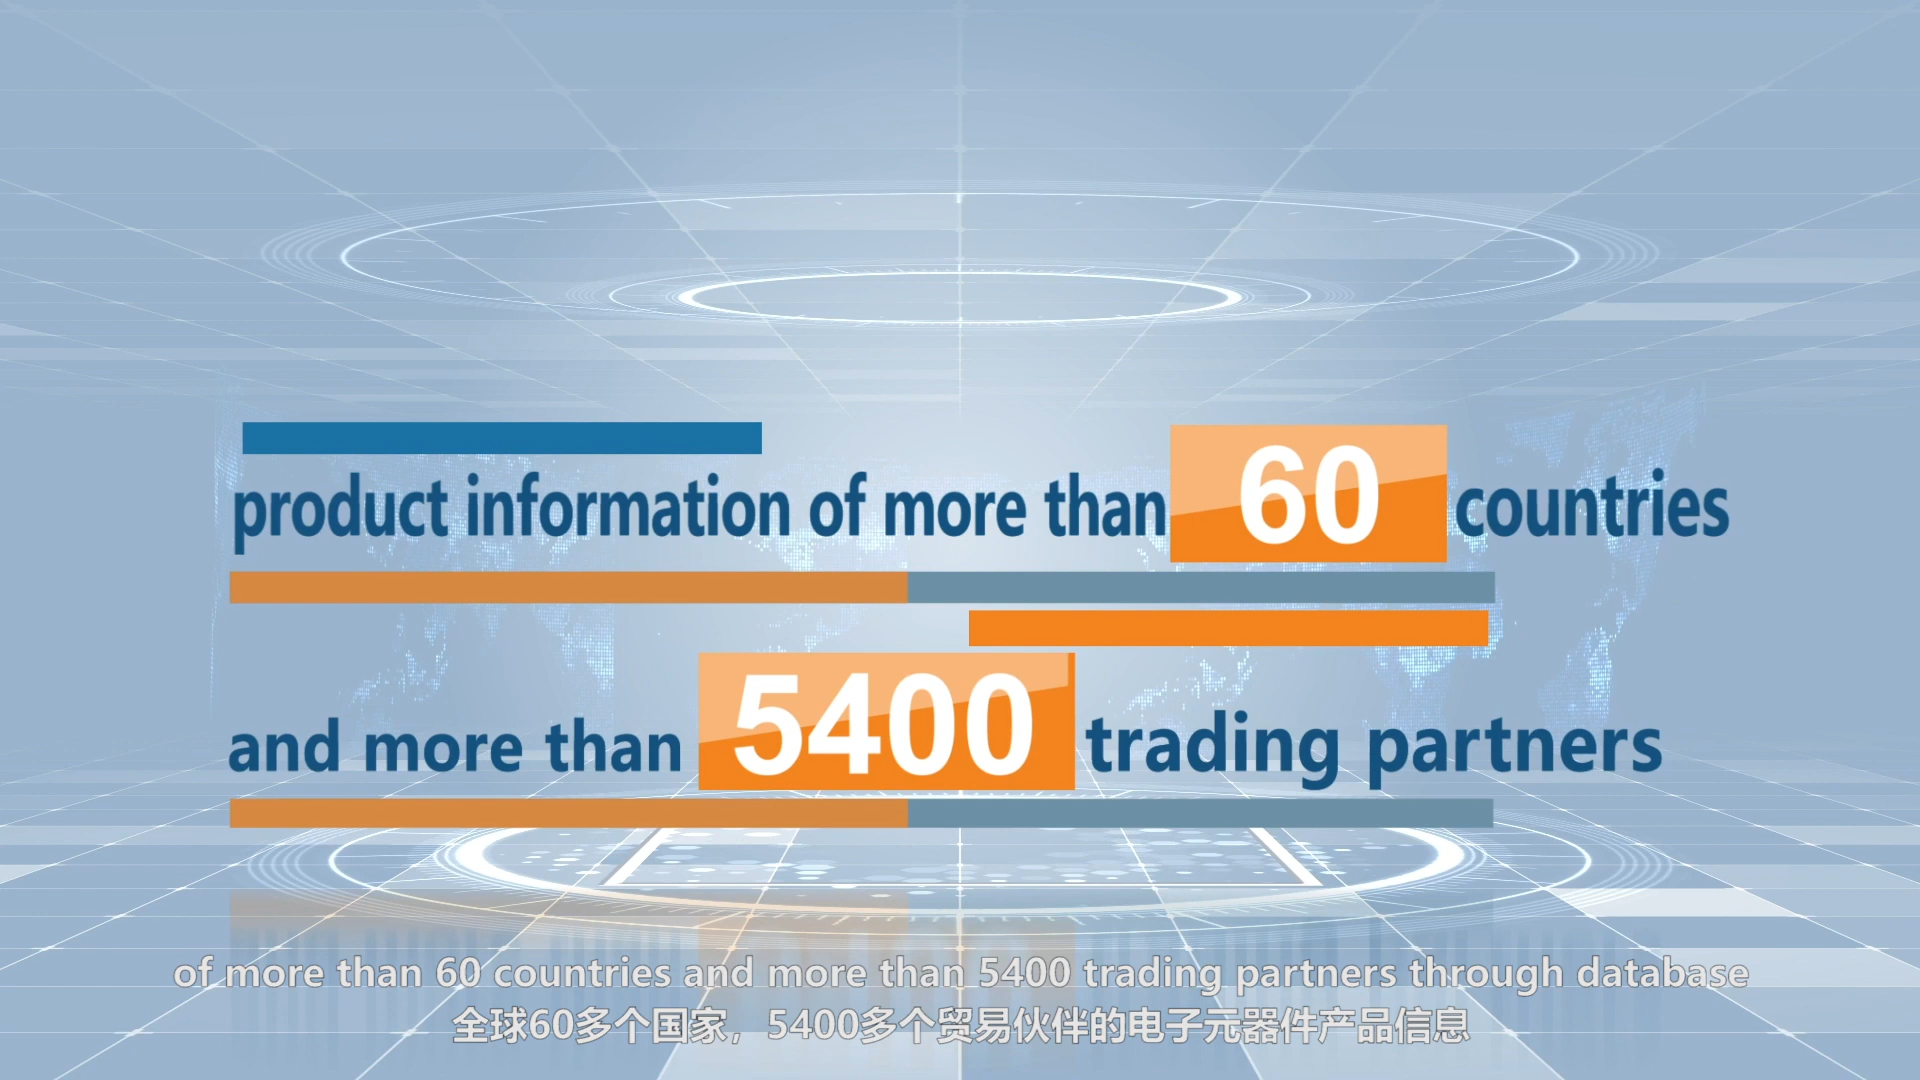 product information of more than 60 countries
and more than 5400 trading partners
of more than 60 countries and more than 5400 trading partners through database
全球60多个国家，5400多个贸易伙伴的电子元器件产品信息